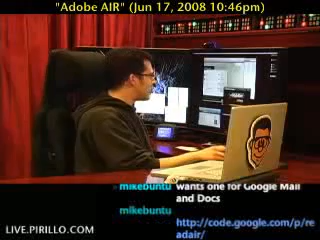 "Adobe AIR" (Jun 17, 2008 10:46pm)
mikebuntu wants one for Google Mail
and Docs
mikebuntu
http://code.google.com/p/re
adair/
LIVE.PIRILLO.COM